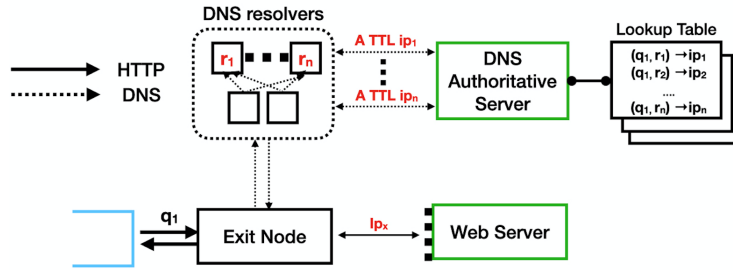 DNS resolvers
Lookup Table
HTTP
DNS
r1
rn
A TTL ip1
A TTL ipn
DNS
Authoritative
Server
(q1, r1) →ip1
(q1, r2) →ip2
....
(q1, rn) →ipn
q1
Exit Node
Ipx
Web Server